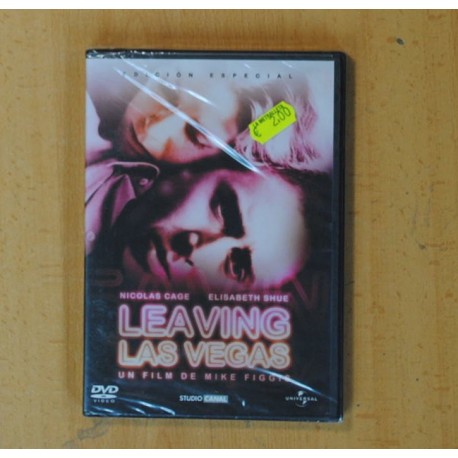 EDICIÓN ESPECIAL
2,00
€
NICOLAS CAGE ELISABETH SHUE
LEAVING
LAS VEGAS
UN FILM DE MIKE FIGGIS
DVD
VIDEO
STUDIO CANAL
UNIVERSAL